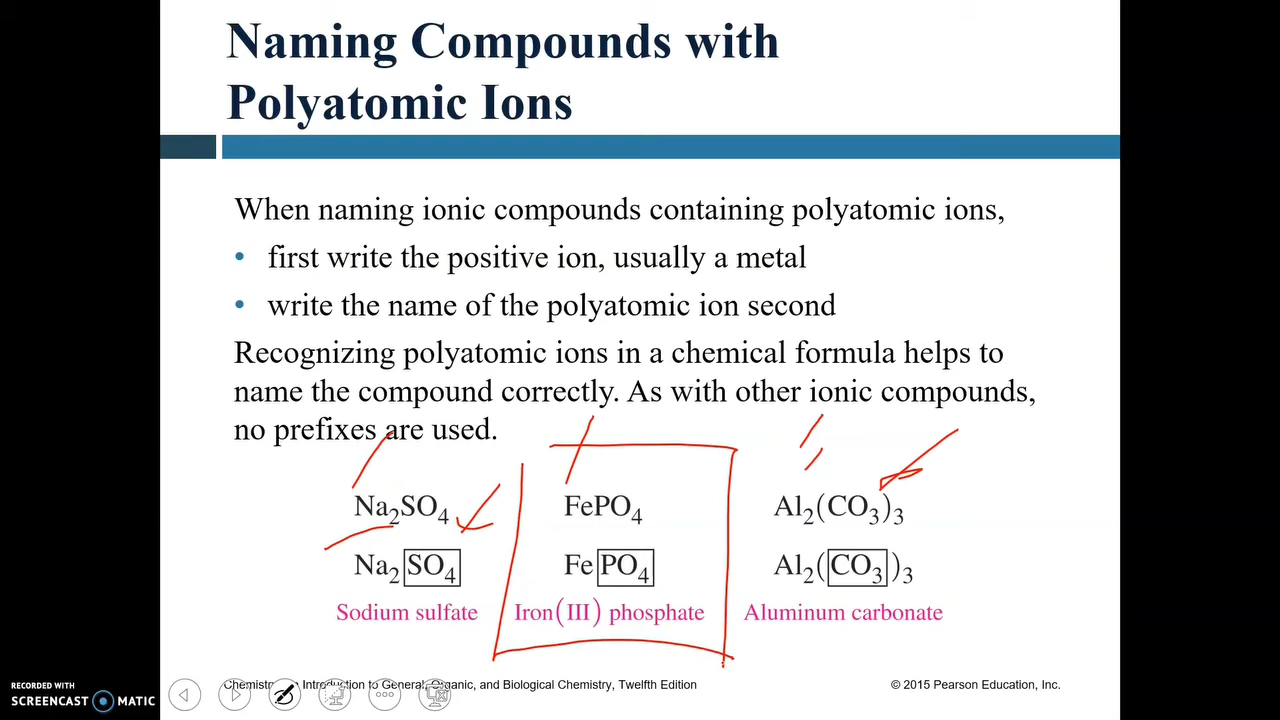 Naming Compounds with
Polyatomic Ions
When naming ionic compounds containing polyatomic ions,
• first write the positive ion, usually a metal
• write the name of the polyatomic ion second
Recognizing polyatomic ions in a chemical formula helps to
name the compound correctly. As with other ionic compounds,
no prefixes are used.
Na₂SO₄ FePO₄ Al₂(CO₃)₃
Na₂SO₄ FePO₄ Al₂(CO₃)₃
Sodium sulfate Iron(III) phosphate Aluminum carbonate
Chemistry: an Introduction to General, Organic, and Biological Chemistry, Twelfth Edition © 2015 Pearson Education, Inc.
RECORDED WITH
SCREENCAST MATIC